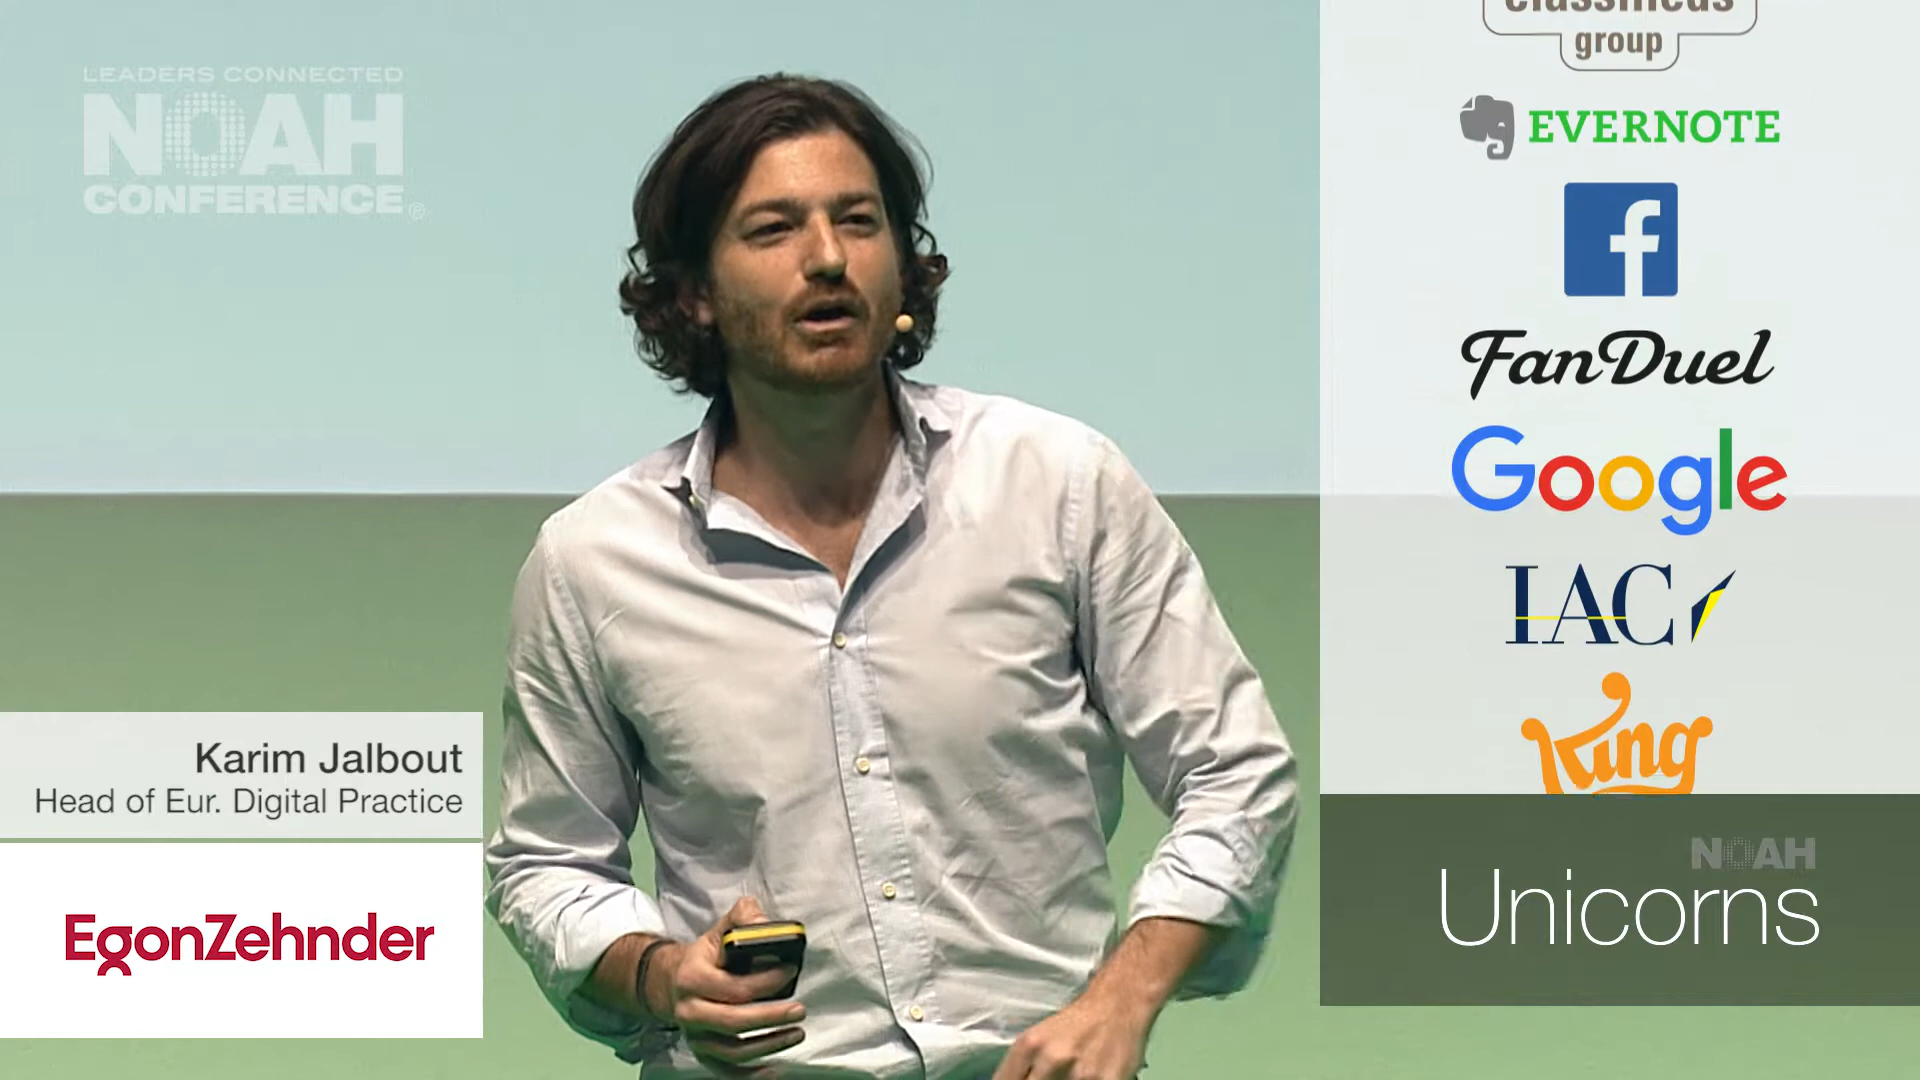 LEADERS CONNECTED
NOAH
CONFERENCE®
Karim Jalbout
Head of Eur. Digital Practice
EgonZehnder
classifieds
group
EVERNOTE
f
FanDuel
Google
IAC
King
NOAH
Unicorns